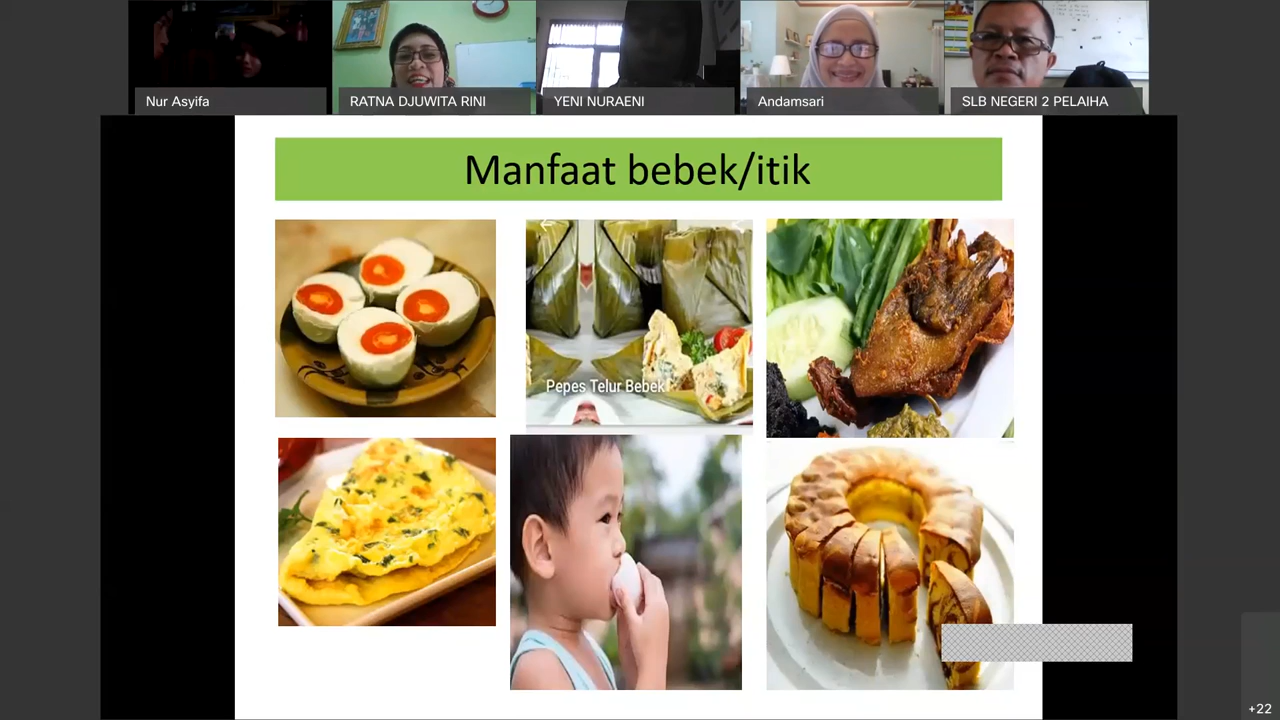 Nur Asyifa
RATNA DJUWITA RINI
YENI NURAENI
Andamsari
SLB NEGERI 2 PELAIHA
Manfaat bebek/itik
Pepes Telur Bebek
+22